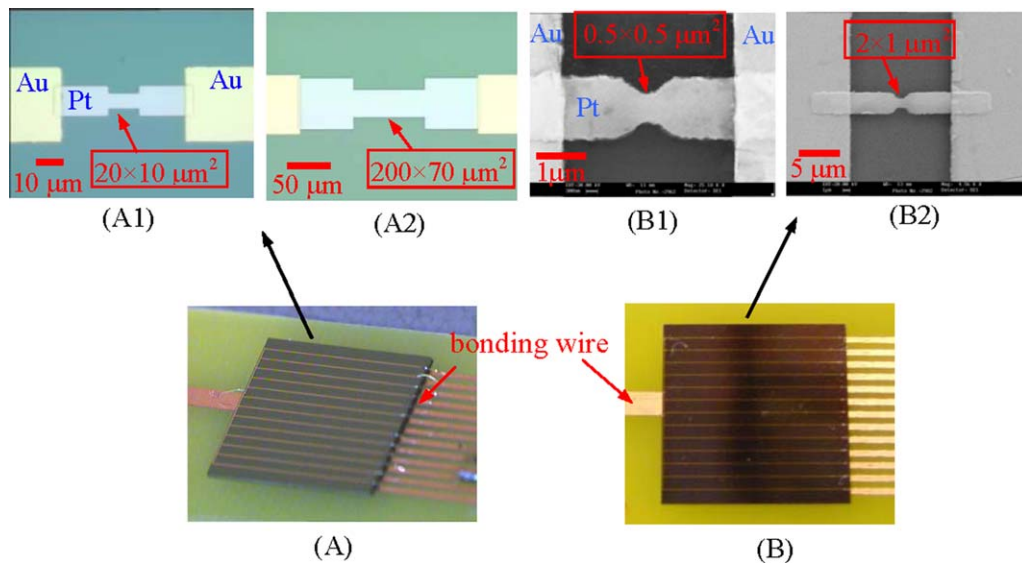 Au
Pt
Au
10 μm
20×10 μm²
(A1)
50 μm
200×70 μm²
(A2)
Au
0.5×0.5 μm²
Au
Pt
1μm
(B1)
2×1 μm²
5 μm
(B2)
bonding wire
(A)
(B)